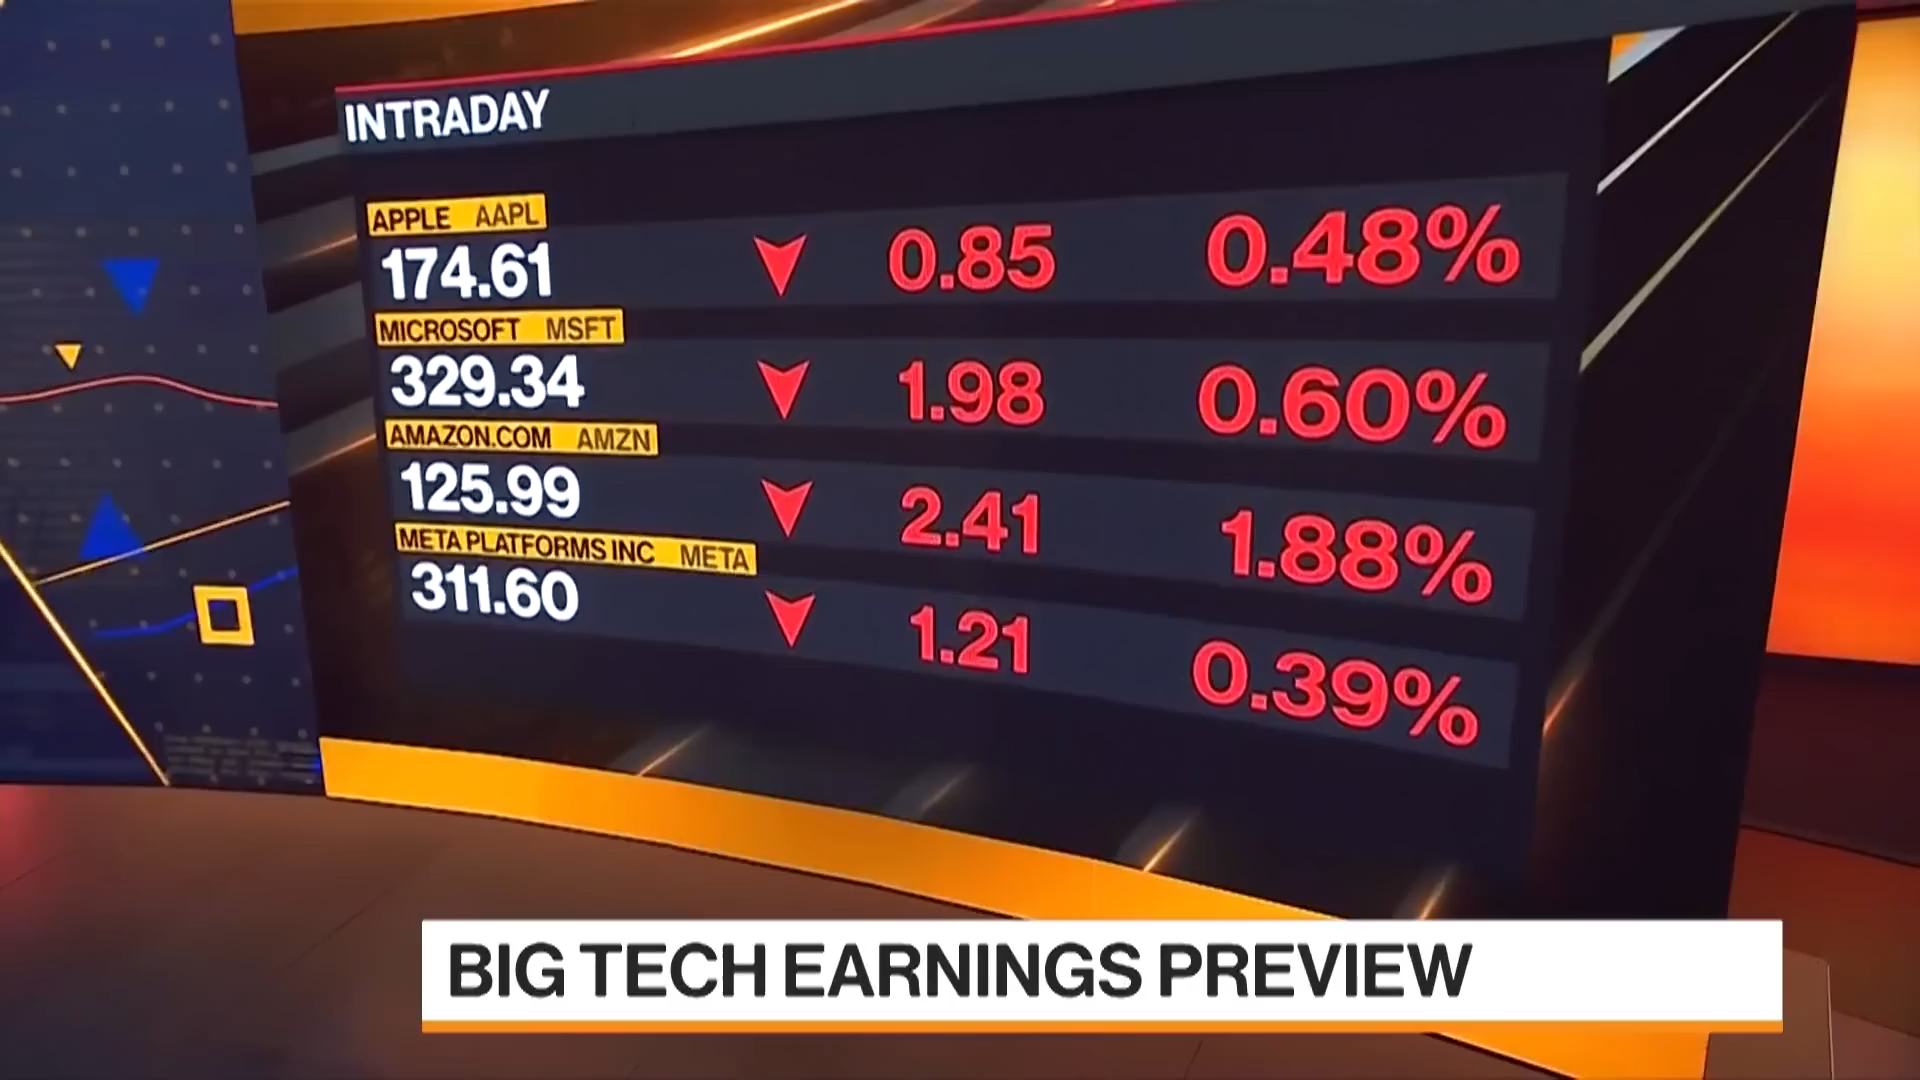 INTRADAY
APPLE AAPL
174.61 0.85 0.48%
MICROSOFT MSFT
329.34 1.98 0.60%
AMAZON.COM AMZN
125.99 2.41 1.88%
META PLATFORMS INC META
311.60 1.21 0.39%
BIG TECH EARNINGS PREVIEW